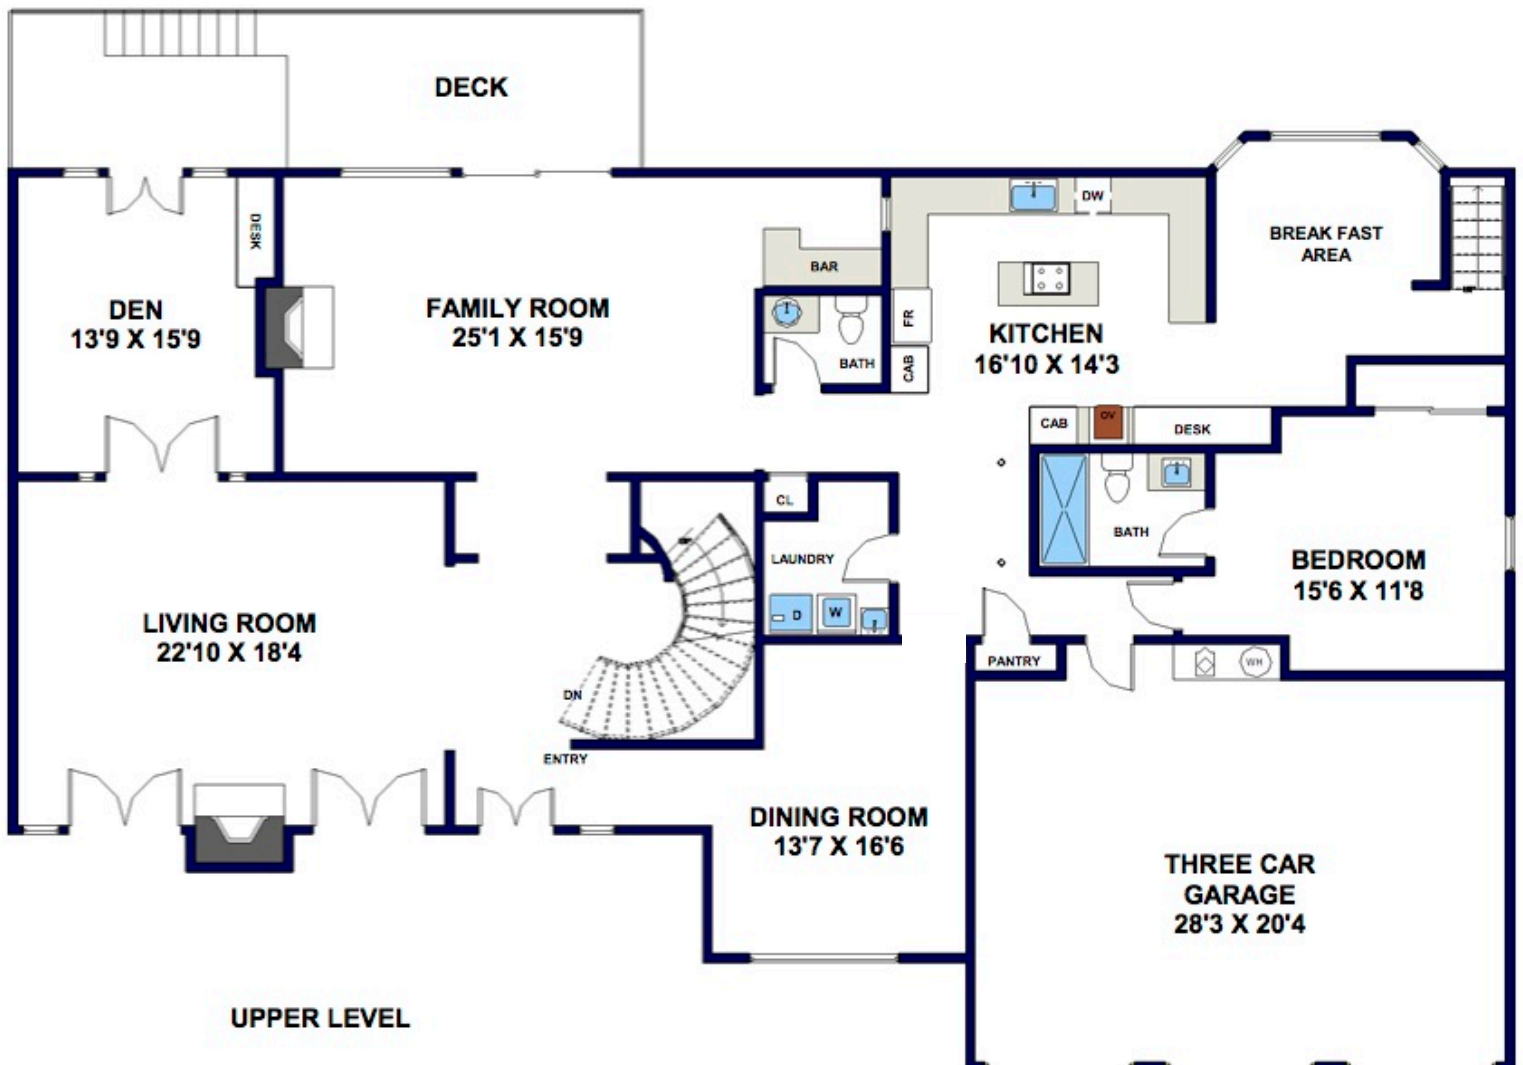 DECK
DESK
DEN
13'9 X 15'9
FAMILY ROOM
25'1 X 15'9
BAR
BATH
DW
FR
CAB
KITCHEN
16'10 X 14'3
BREAK FAST
AREA
CAB
OV
DESK
CL
LAUNDRY
D
W
BATH
BEDROOM
15'6 X 11'8
LIVING ROOM
22'10 X 18'4
DN
ENTRY
PANTRY
WH
DINING ROOM
13'7 X 16'6
THREE CAR
GARAGE
28'3 X 20'4
UPPER LEVEL